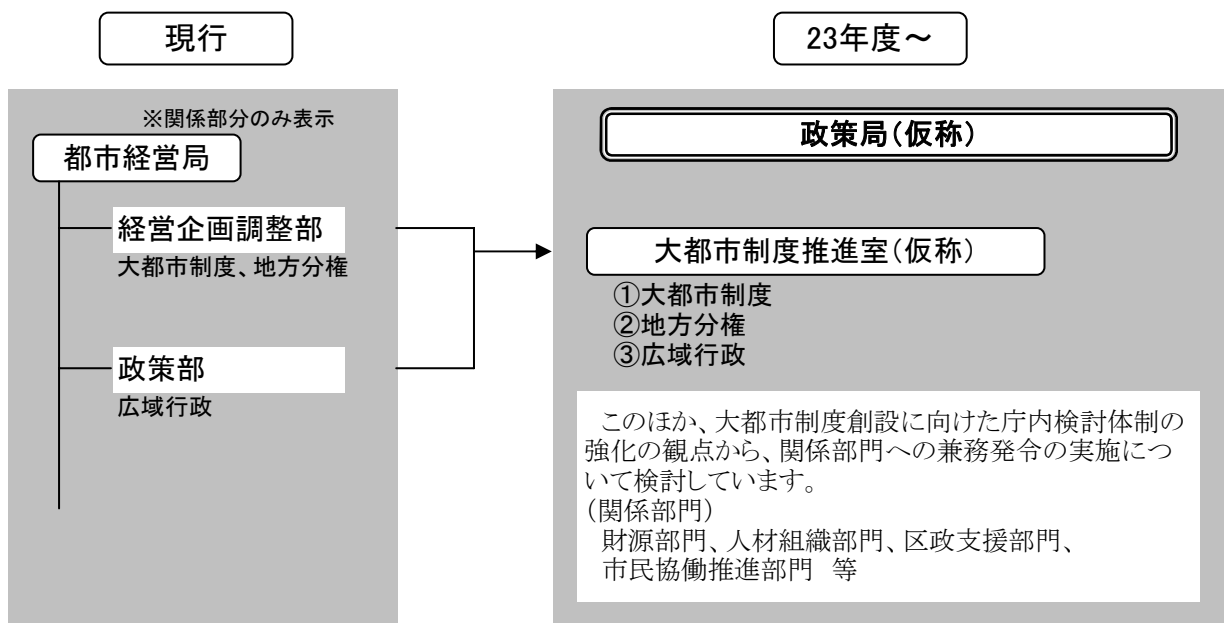 現行
※関係部分のみ表示
都市経営局
経営企画調整部
大都市制度、地方分権
政策部
広域行政
23年度～
政策局(仮称)
大都市制度推進室(仮称)
①大都市制度
②地方分権
③広域行政
このほか、大都市制度創設に向けた庁内検討体制の
強化の観点から、関係部門への兼務発令の実施につ
いて検討しています。
(関係部門)
財源部門、人材組織部門、区政支援部門、
市民協働推進部門　等